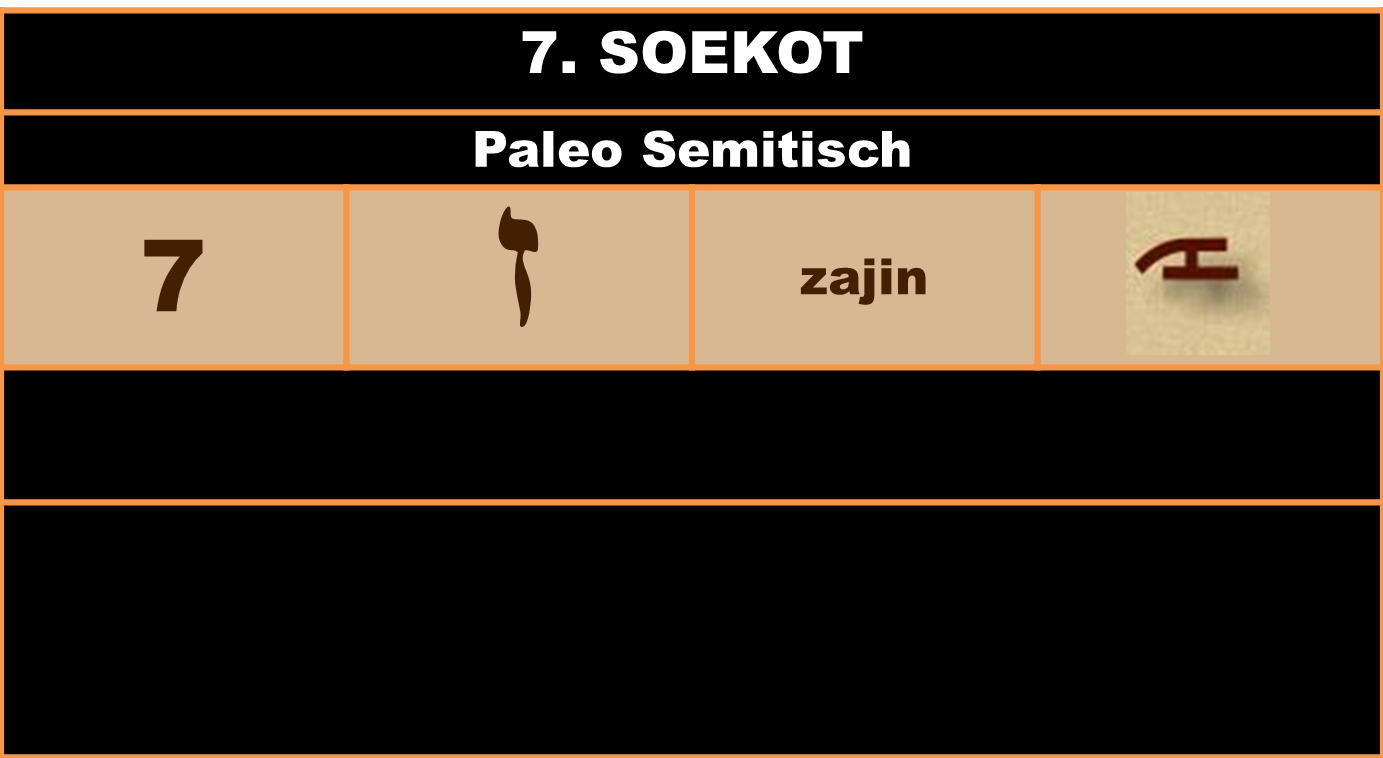 7. SOEKOT
Paleo Semitisch
7 ז zajin 𐤆